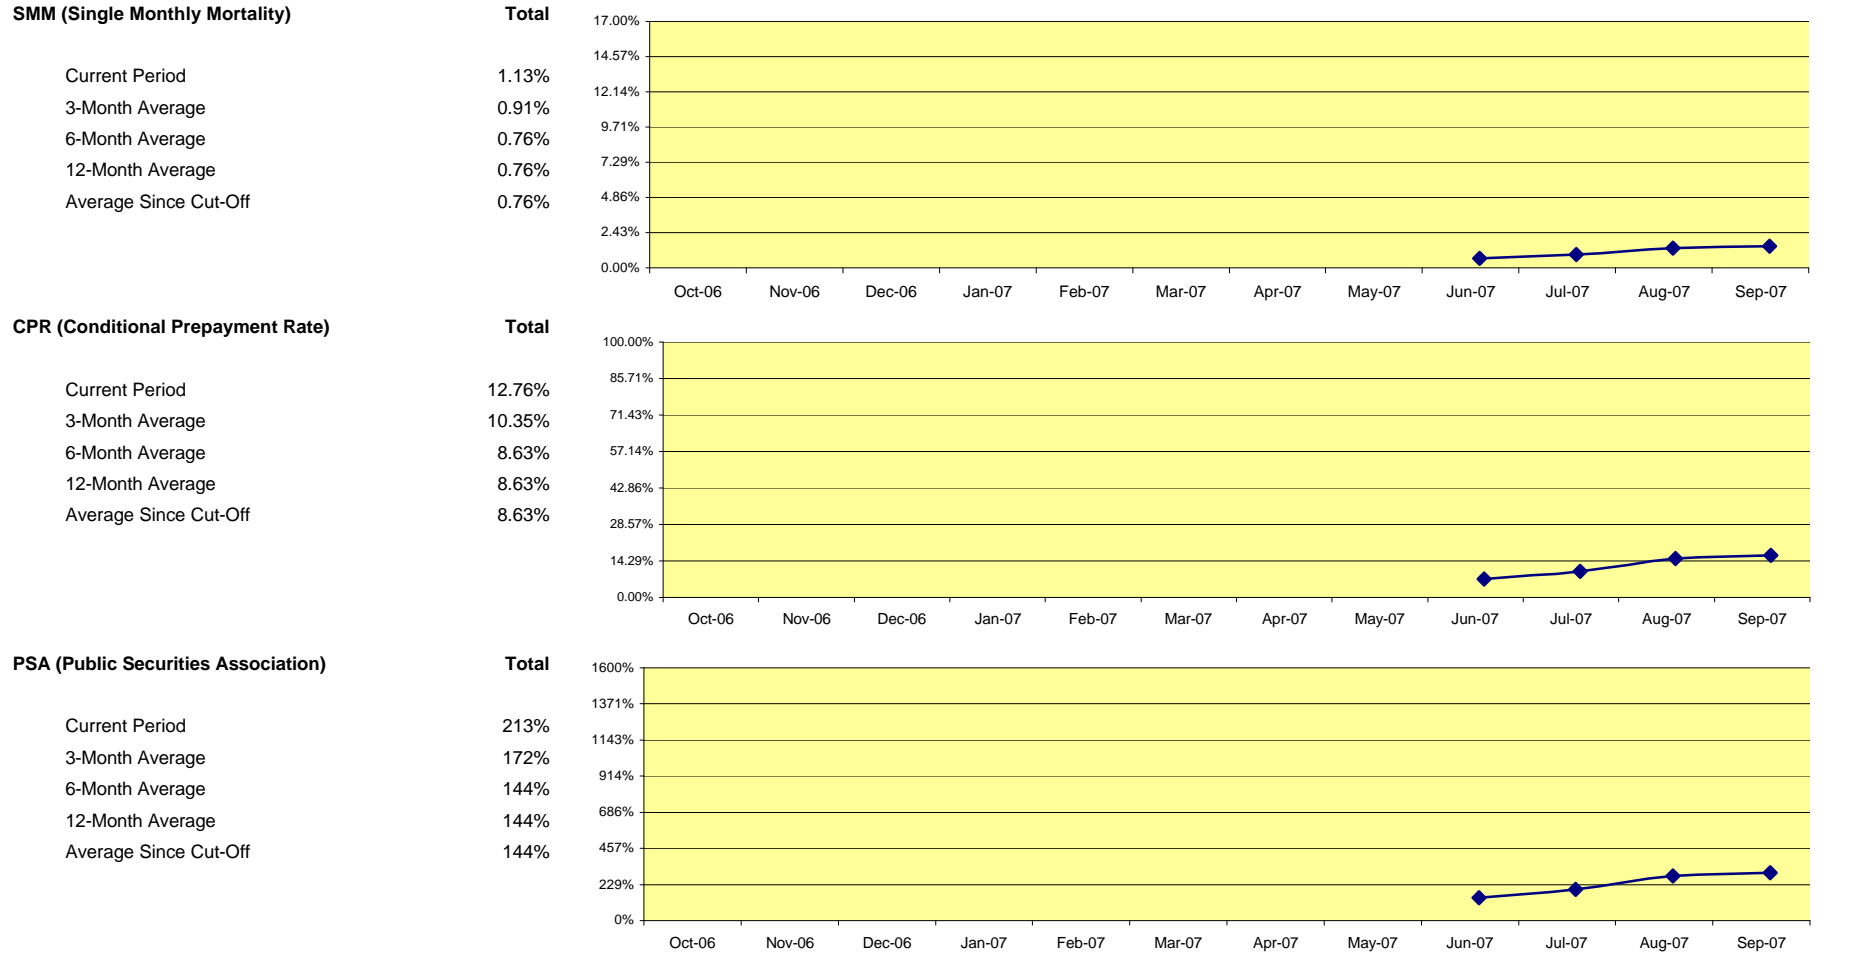 SMM (Single Monthly Mortality) Total
Current Period 1.13%
3-Month Average 0.91%
6-Month Average 0.76%
12-Month Average 0.76%
Average Since Cut-Off 0.76%
17.00%
14.57%
12.14%
9.71%
7.29%
4.86%
2.43%
0.00%
Oct-06 Nov-06 Dec-06 Jan-07 Feb-07 Mar-07 Apr-07 May-07 Jun-07 Jul-07 Aug-07 Sep-07
CPR (Conditional Prepayment Rate) Total
Current Period 12.76%
3-Month Average 10.35%
6-Month Average 8.63%
12-Month Average 8.63%
Average Since Cut-Off 8.63%
100.00%
85.71%
71.43%
57.14%
42.86%
28.57%
14.29%
0.00%
Oct-06 Nov-06 Dec-06 Jan-07 Feb-07 Mar-07 Apr-07 May-07 Jun-07 Jul-07 Aug-07 Sep-07
PSA (Public Securities Association) Total
Current Period 213%
3-Month Average 172%
6-Month Average 144%
12-Month Average 144%
Average Since Cut-Off 144%
1600%
1371%
1143%
914%
686%
457%
229%
0%
Oct-06 Nov-06 Dec-06 Jan-07 Feb-07 Mar-07 Apr-07 May-07 Jun-07 Jul-07 Aug-07 Sep-07